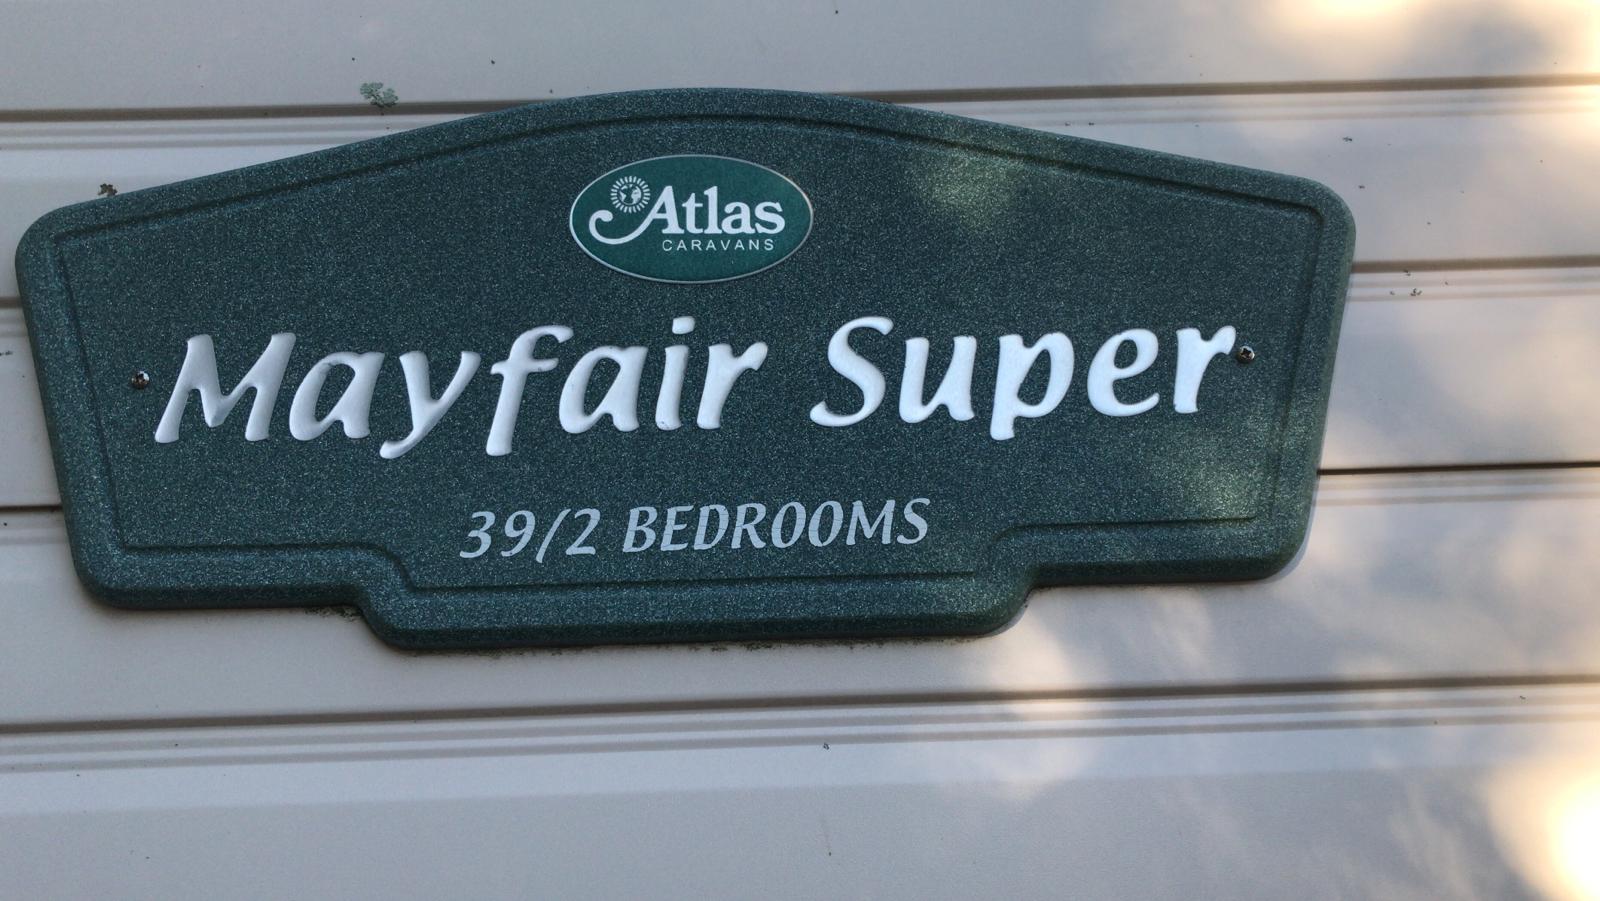 Atlas
CARAVANS
Mayfair Super
39/2 BEDROOMS